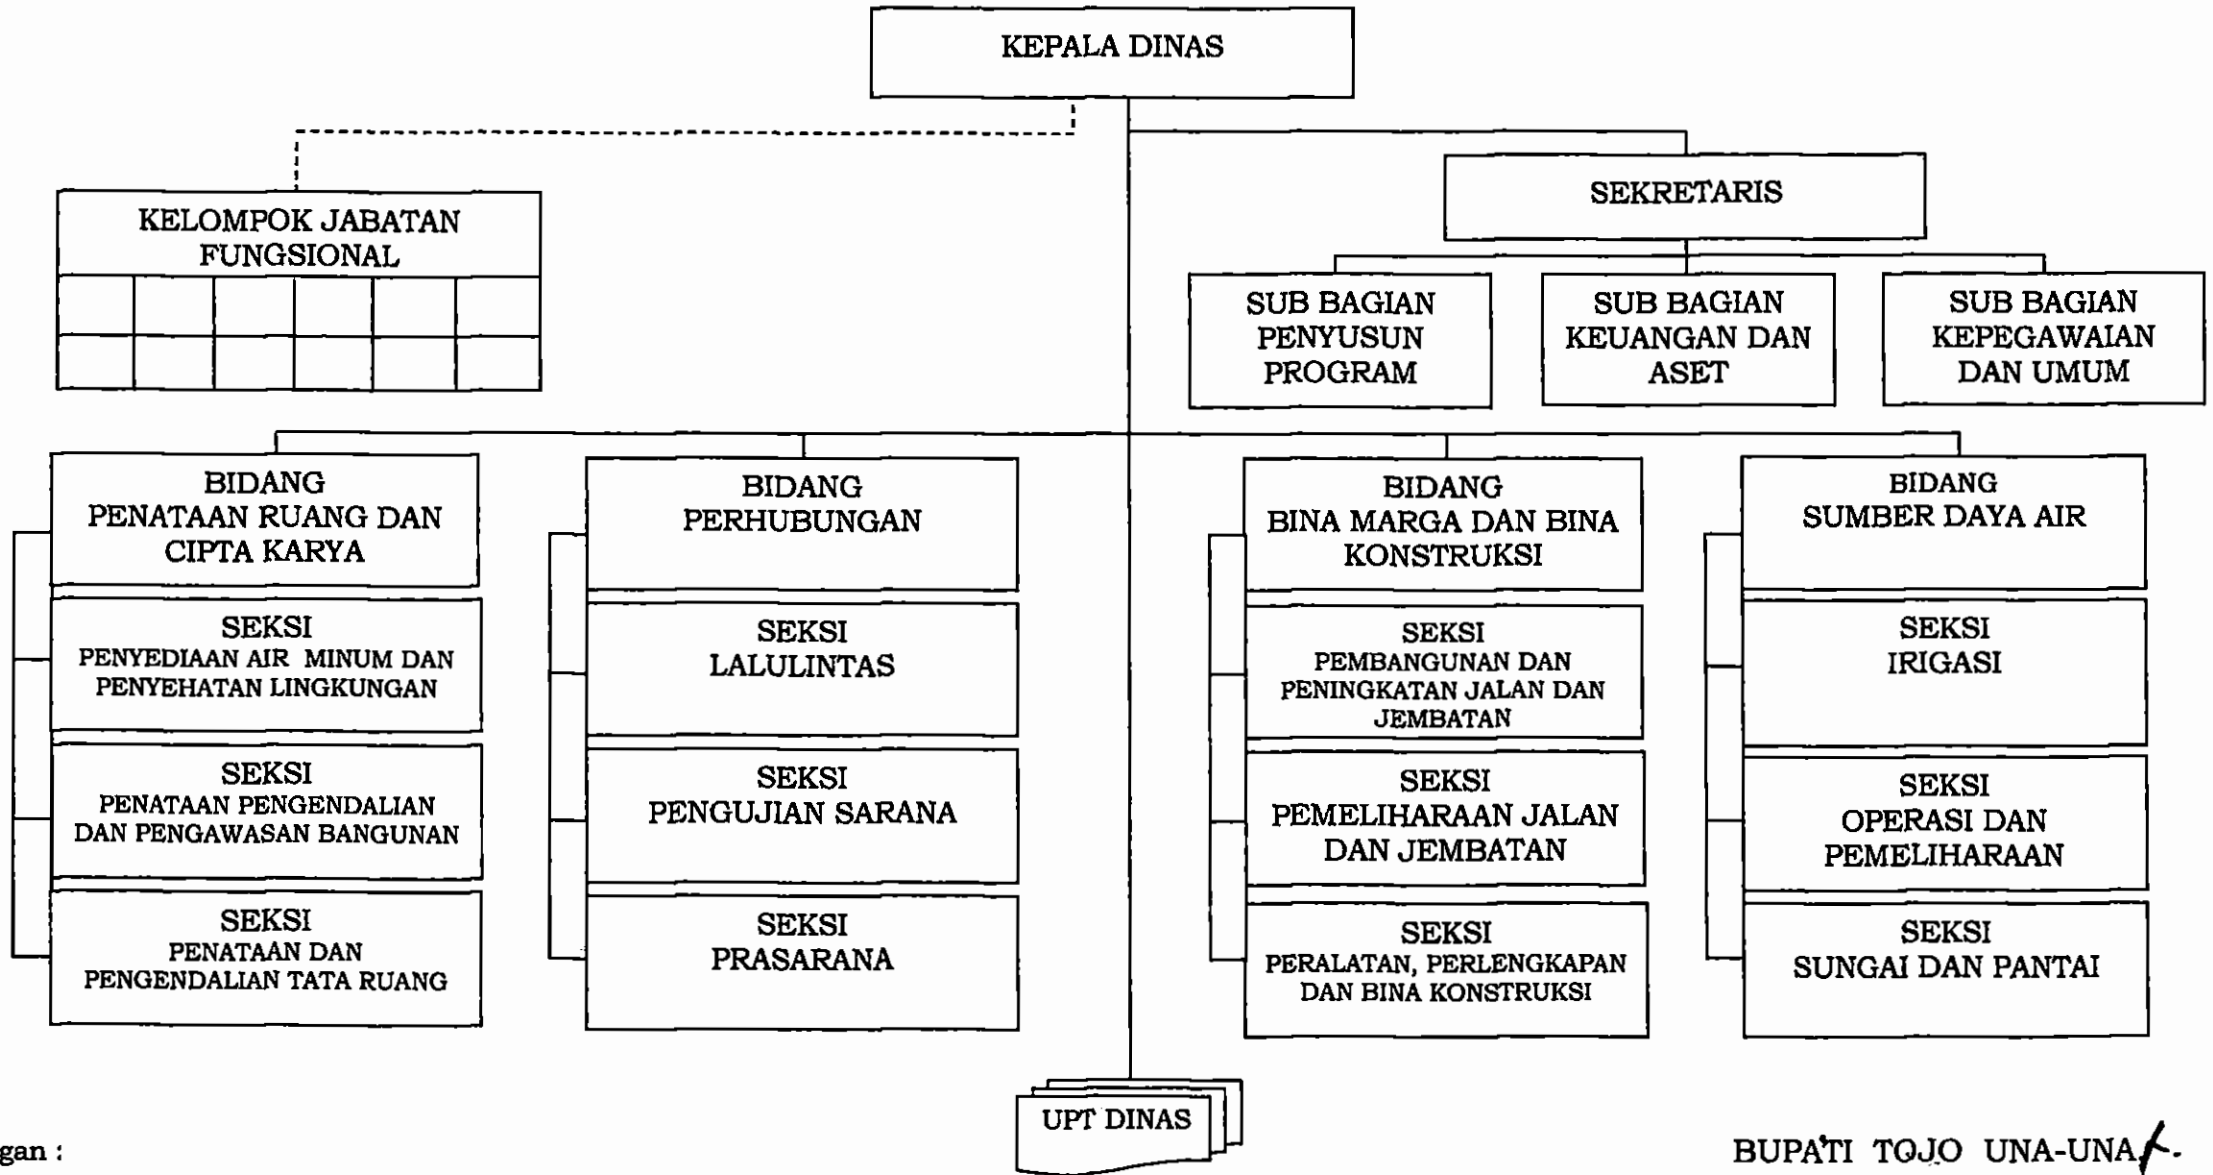 KEPALA DINAS
SEKRETARIS
KELOMPOK JABATAN
FUNGSIONAL
SUB BAGIAN
PENYUSUN
PROGRAM
SUB BAGIAN
KEUANGAN DAN
ASET
SUB BAGIAN
KEPEGAWAIAN
DAN UMUM
BIDANG
PENATAAN RUANG DAN
CIPTA KARYA
SEKSI
PENYEDIAAN AIR MINUM DAN
PENYEHATAN LINGKUNGAN
SEKSI
PENATAAN PENGENDALIAN
DAN PENGAWASAN BANGUNAN
SEKSI
PENATAAN DAN
PENGENDALIAN TATA RUANG
BIDANG
PERHUBUNGAN
SEKSI
LALULINTAS
SEKSI
PENGUJIAN SARANA
SEKSI
PRASARANA
BIDANG
BINA MARGA DAN BINA
KONSTRUKSI
SEKSI
PEMBANGUNAN DAN
PENINGKATAN JALAN DAN
JEMBATAN
SEKSI
PEMELIHARAAN JALAN
DAN JEMBATAN
SEKSI
PERALATAN, PERLENGKAPAN
DAN BINA KONSTRUKSI
BIDANG
SUMBER DAYA AIR
SEKSI
IRIGASI
SEKSI
OPERASI DAN
PEMELIHARAAN
SEKSI
SUNGAI DAN PANTAI
UPT DINAS
gan :
BUPATI TOJO UNA-UNA